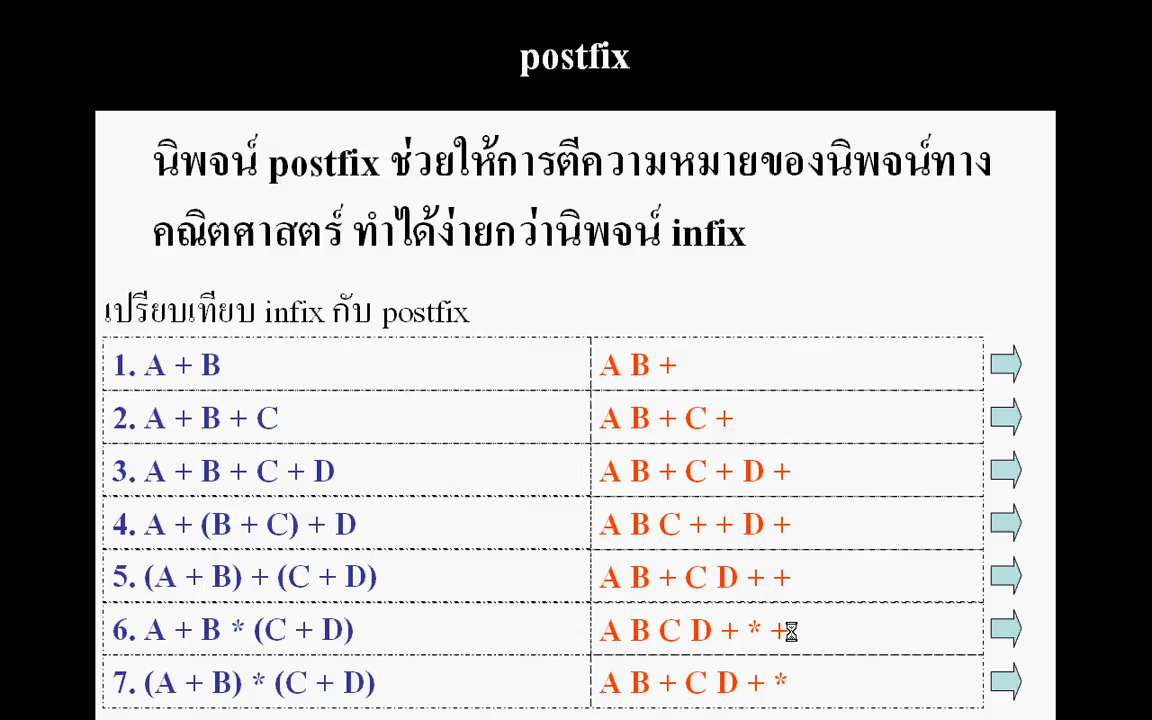 postfix
นิพจน์ postfix ช่วยให้การตีความหมายของนิพจน์ทาง
คณิตศาสตร์ ทำได้ง่ายกว่านิพจน์ infix
เปรียบเทียบ infix กับ postfix
1. A + B A B +
2. A + B + C A B + C +
3. A + B + C + D A B + C + D +
4. A + (B + C) + D A B C + + D +
5. (A + B) + (C + D) A B + C D + +
6. A + B * (C + D) A B C D + * +
7. (A + B) * (C + D) A B + C D + *